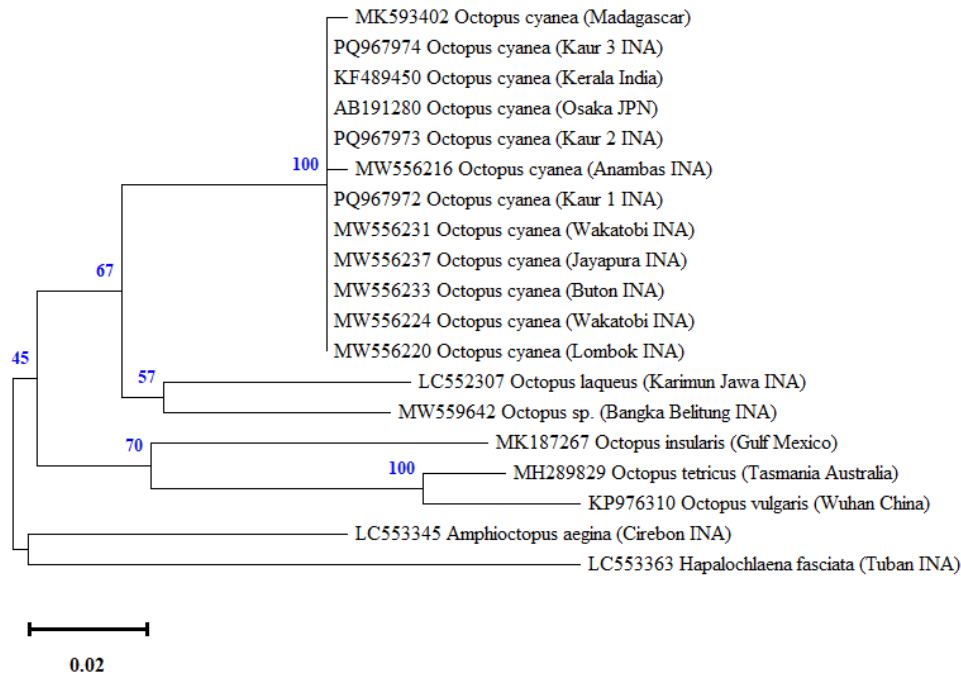 MK593402 Octopus cyanea (Madagascar)
PQ967974 Octopus cyanea (Kaur 3 INA)
KF489450 Octopus cyanea (Kerala India)
AB191280 Octopus cyanea (Osaka JPN)
PQ967973 Octopus cyanea (Kaur 2 INA)
100
MW556216 Octopus cyanea (Anambas INA)
PQ967972 Octopus cyanea (Kaur 1 INA)
MW556231 Octopus cyanea (Wakatobi INA)
67
MW556237 Octopus cyanea (Jayapura INA)
MW556233 Octopus cyanea (Buton INA)
MW556224 Octopus cyanea (Wakatobi INA)
45
MW556220 Octopus cyanea (Lombok INA)
57
LC552307 Octopus laqueus (Karimun Jawa INA)
MW559642 Octopus sp. (Bangka Belitung INA)
70
MK187267 Octopus insularis (Gulf Mexico)
100
MH289829 Octopus tetricus (Tasmania Australia)
KP976310 Octopus vulgaris (Wuhan China)
LC553345 Amphioctopus aegina (Cirebon INA)
LC553363 Hapalochlaena fasciata (Tuban INA)
0.02